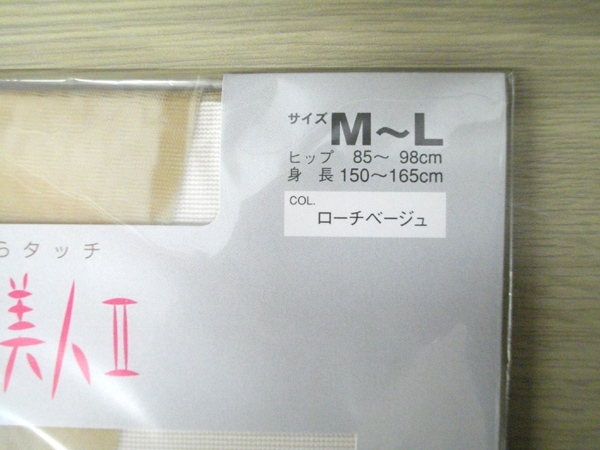 サイズ M～L
ヒップ 85～ 98cm
身 長 150～165cm
COL.
ローチベージュ
らタッチ
美人Ⅱ